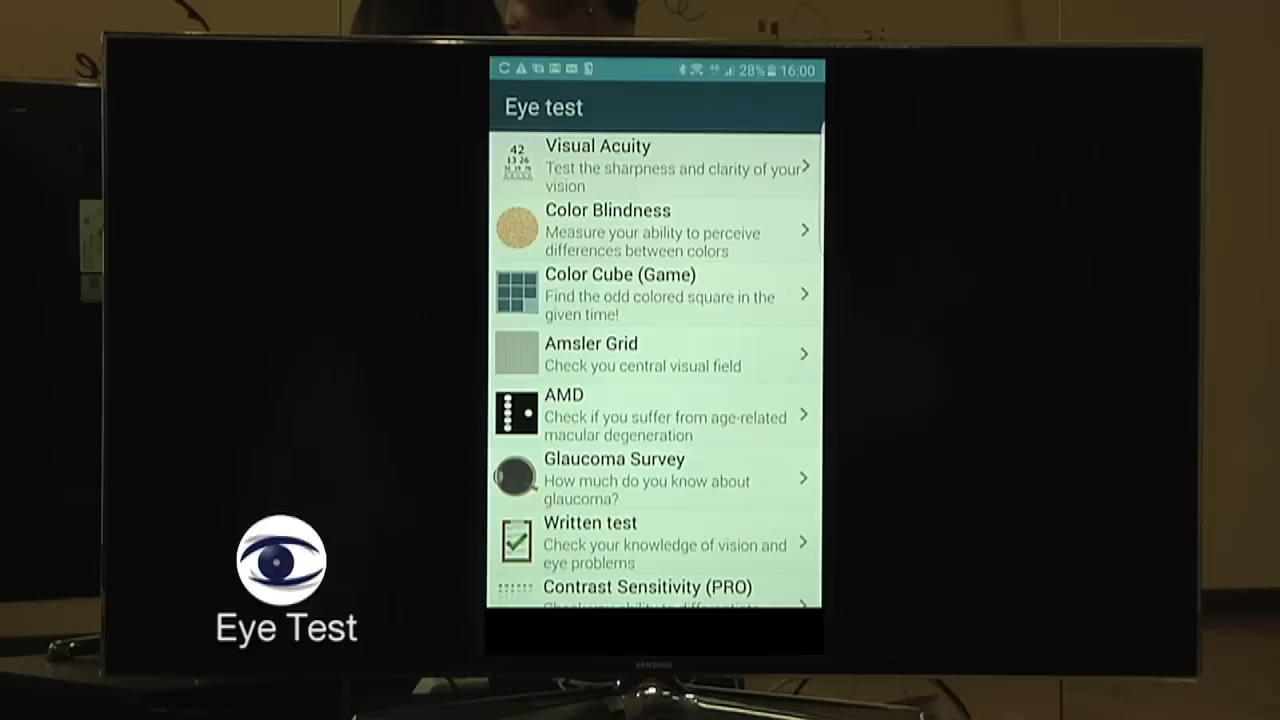 28% 16:00
Eye test
42
13 26
Visual Acuity
Test the sharpness and clarity of your
vision
Color Blindness
Measure your ability to perceive
differences between colors
Color Cube (Game)
Find the odd colored square in the
given time!
Amsler Grid
Check you central visual field
AMD
Check if you suffer from age-related
macular degeneration
Glaucoma Survey
How much do you know about
glaucoma?
Written test
Check your knowledge of vision and
eye problems
Contrast Sensitivity (PRO)
Eye Test
SAMSUNG